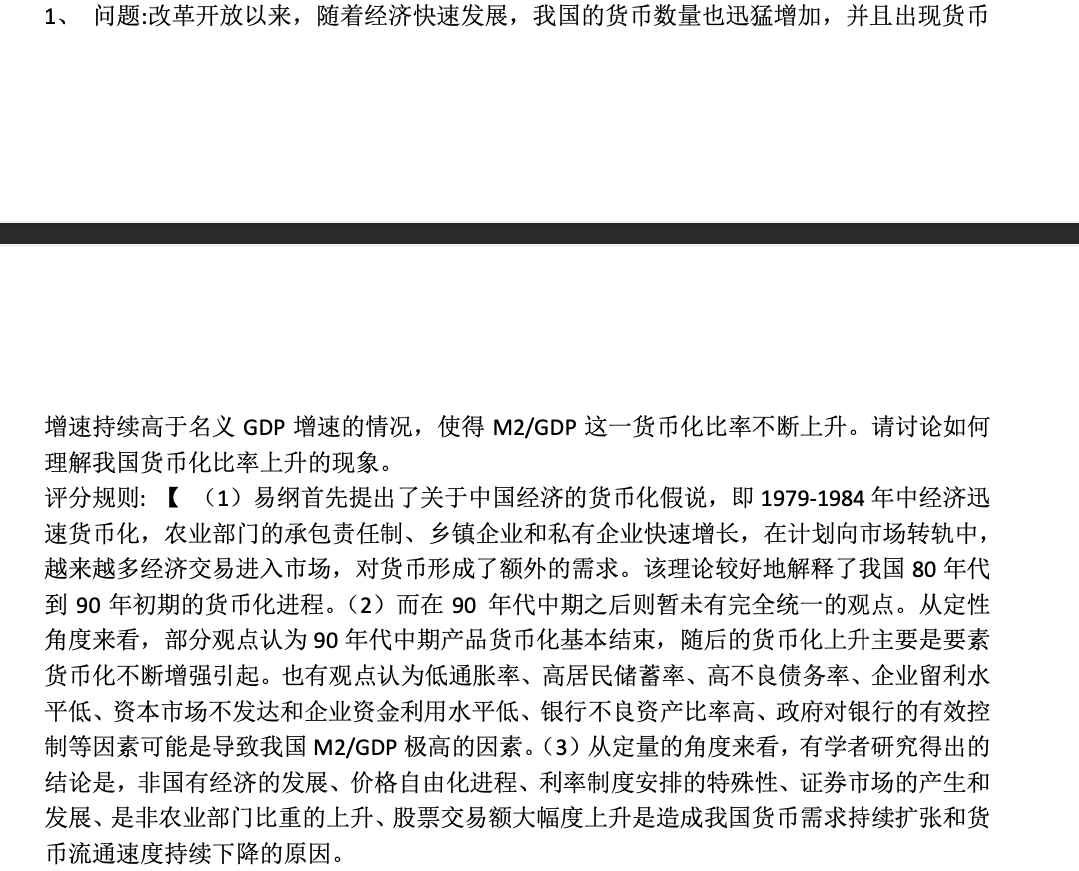 1、 问题:改革开放以来，随着经济快速发展，我国的货币数量也迅猛增加，并且出现货币
增速持续高于名义 GDP 增速的情况，使得 M2/GDP 这一货币化比率不断上升。请讨论如何
理解我国货币化比率上升的现象。
评分规则: 【 （1）易纲首先提出了关于中国经济的货币化假说，即 1979-1984 年中经济迅
速货币化，农业部门的承包责任制、乡镇企业和私有企业快速增长，在计划向市场转轨中，
越来越多经济交易进入市场，对货币形成了额外的需求。该理论较好地解释了我国 80 年代
到 90 年初期的货币化进程。（2）而在 90 年代中期之后则暂未有完全统一的观点。从定性
角度来看，部分观点认为 90 年代中期产品货币化基本结束，随后的货币化上升主要是要素
货币化不断增强引起。也有观点认为低通胀率、高居民储蓄率、高不良债务率、企业留利水
平低、资本市场不发达和企业资金利用水平低、银行不良资产比率高、政府对银行的有效控
制等因素可能是导致我国 M2/GDP 极高的因素。（3）从定量的角度来看，有学者研究得出的
结论是，非国有经济的发展、价格自由化进程、利率制度安排的特殊性、证券市场的产生和
发展、是非农业部门比重的上升、股票交易额大幅度上升是造成我国货币需求持续扩张和货
币流通速度持续下降的原因。